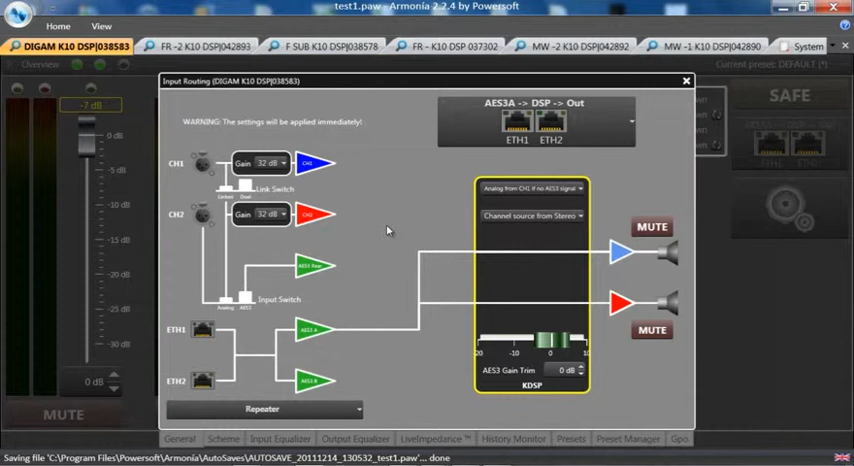 test1.paw - Armonía 2.2.4 by Powersoft
Home View
DIGAM K10 DSP|038583 FR -2 K10 DSP|042893 F SUB K10 DSP|038578 FR - K10 DSP 037302 MW -2 K10 DSP|042892 MW -1 K10 DSP|042890 System
Overview Current preset: DEFAULT (*)
Input Routing (DIGAM K10 DSP|038583)
-7 dB
SAFE
AES3A -> DSP -> Out
ETH1 ETH2
WARNING: The settings will be applied immediately!
0 dB
-5 dB
-10 dB
-15 dB
-20 dB
-25 dB
-30 dB
0 dB
MUTE
CH1 Gain 32 dB CH1
Link Switch
CH2 Gain 32 dB
AES3 Rear
Analog AES3 Input Switch
ETH1 AES3 A
ETH2 AES3 B
Repeater
Analog from CH1 if no AES3 signal
Channel source from Stereo
MUTE
MUTE
20 -10 0 10
AES3 Gain Trim 0 dB
KDSP
General Scheme Input Equalizer Output Equalizer LiveImpedance™ History Monitor Presets Preset Manager Gpo
Saving file 'C:\Program Files\Powersoft\Armonía\AutoSaves\AUTOSAVE_20111214_130532_test1.paw'... done